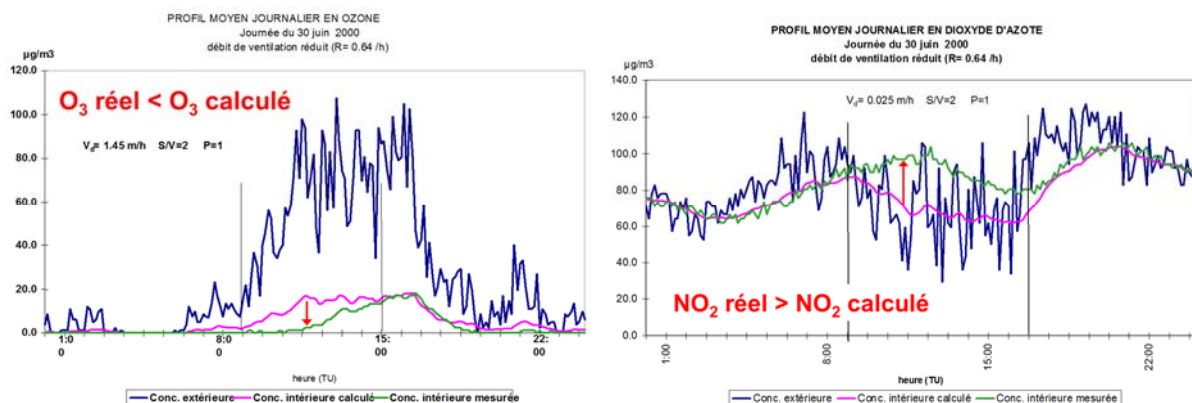 PROFIL MOYEN JOURNALIER EN OZONE
Journée du 30 juin 2000
débit de ventilation réduit (R= 0.64 /h)
µg/m3
120.0
100.0
80.0
60.0
40.0
20.0
0.0
O₃ réel < O₃ calculé
Vd= 1.45 m/h S/V=2 P=1
1:0 0
8:0 0
15: 00
22: 00
heure (TU)
Conc. extérieure Conc. intérieure calculé Conc. intérieure mesurée
PROFIL MOYEN JOURNALIER EN DIOXYDE D'AZOTE
Journée du 30 juin 2000
débit de ventilation réduit (R= 0.64 /h)
µg/m3
140.0
120.0
100.0
80.0
60.0
40.0
20.0
0.0
Vd= 0.025 m/h S/V=2 P=1
NO₂ réel > NO₂ calculé
1:00
8:00
15:00
22:00
heure (TU)
Conc. extérieure Conc. intérieure calculé Conc. intérieure mesurée